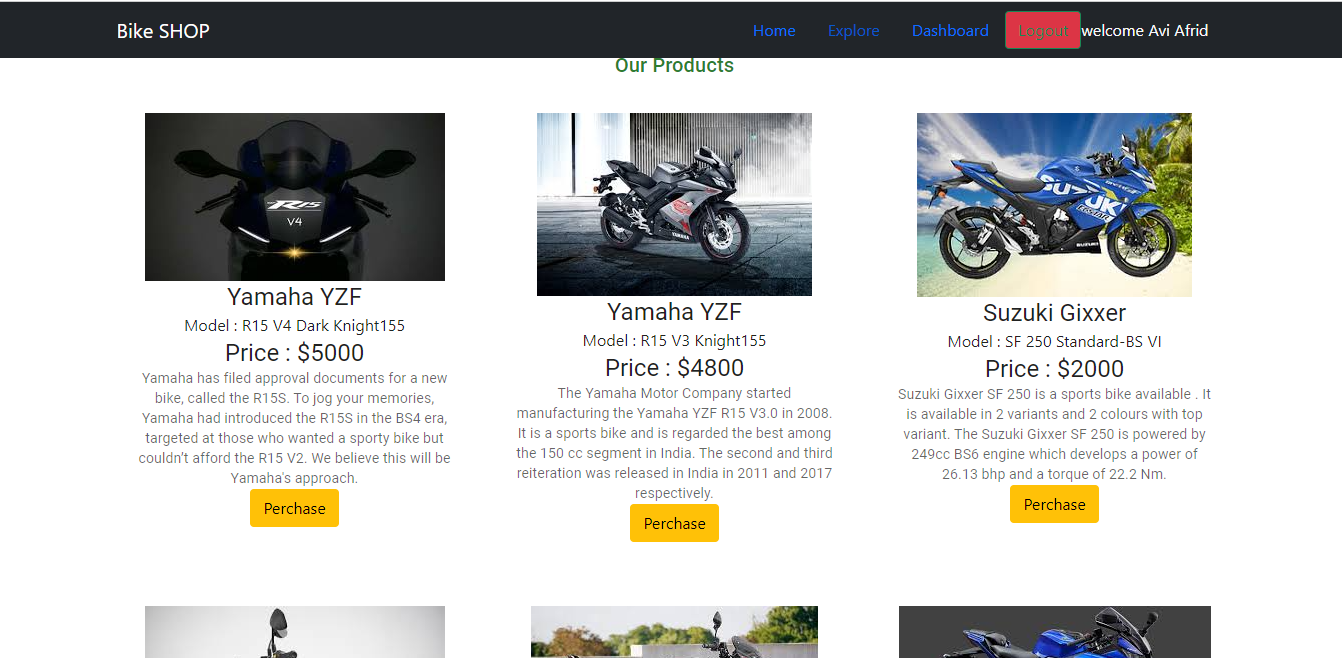 Bike SHOP
Home
Explore
Dashboard
Logout
welcome Avi Afrid
Our Products
R15
V4
YAMAHA
SUZUKI
Yamaha YZF
Model : R15 V4 Dark Knight155
Price : $5000
Yamaha has filed approval documents for a new
bike, called the R15S. To jog your memories,
Yamaha had introduced the R15S in the BS4 era,
targeted at those who wanted a sporty bike but
couldn't afford the R15 V2. We believe this will be
Yamaha's approach.
Perchase
Yamaha YZF
Model : R15 V3 Knight155
Price : $4800
The Yamaha Motor Company started
manufacturing the Yamaha YZF R15 V3.0 in 2008.
It is a sports bike and is regarded the best among
the 150 cc segment in India. The second and third
reiteration was released in India in 2011 and 2017
respectively.
Perchase
Suzuki Gixxer
Model : SF 250 Standard-BS VI
Price : $2000
Suzuki Gixxer SF 250 is a sports bike available . It
is available in 2 variants and 2 colours with top
variant. The Suzuki Gixxer SF 250 is powered by
249cc BS6 engine which develops a power of
26.13 bhp and a torque of 22.2 Nm.
Perchase